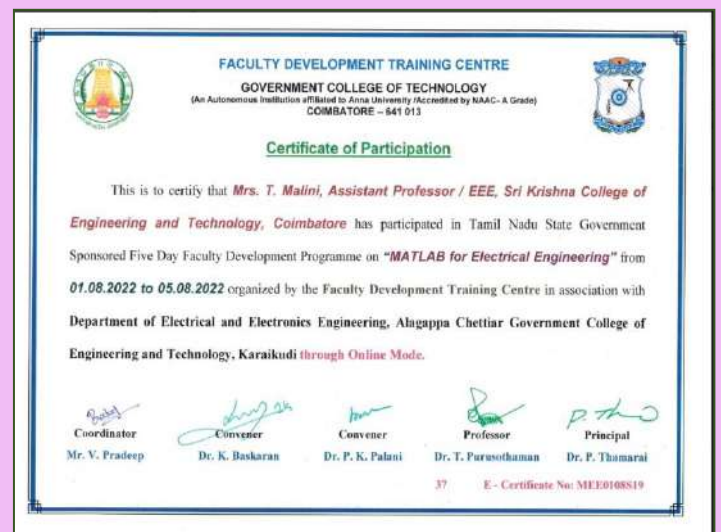 FACULTY DEVELOPMENT TRAINING CENTRE
GOVERNMENT COLLEGE OF TECHNOLOGY
(An Autonomous Institution affiliated to Anna University /Accredited by NAAC- A Grade)
COIMBATORE – 641 013
Certificate of Participation
This is to certify that Mrs. T. Malini, Assistant Professor / EEE, Sri Krishna College of
Engineering and Technology, Coimbatore has participated in Tamil Nadu State Government
Sponsored Five Day Faculty Development Programme on “MATLAB for Electrical Engineering” from
01.08.2022 to 05.08.2022 organized by the Faculty Development Training Centre in association with
Department of Electrical and Electronics Engineering, Alagappa Chettiar Government College of
Engineering and Technology, Karaikudi through Online Mode.
Coordinator Convener Convener Professor Principal
Mr. V. Pradeep Dr. K. Baskaran Dr. P. K. Palani Dr. T. Purusothaman Dr. P. Thamarai
37 E - Certificate No: MEE0108S19